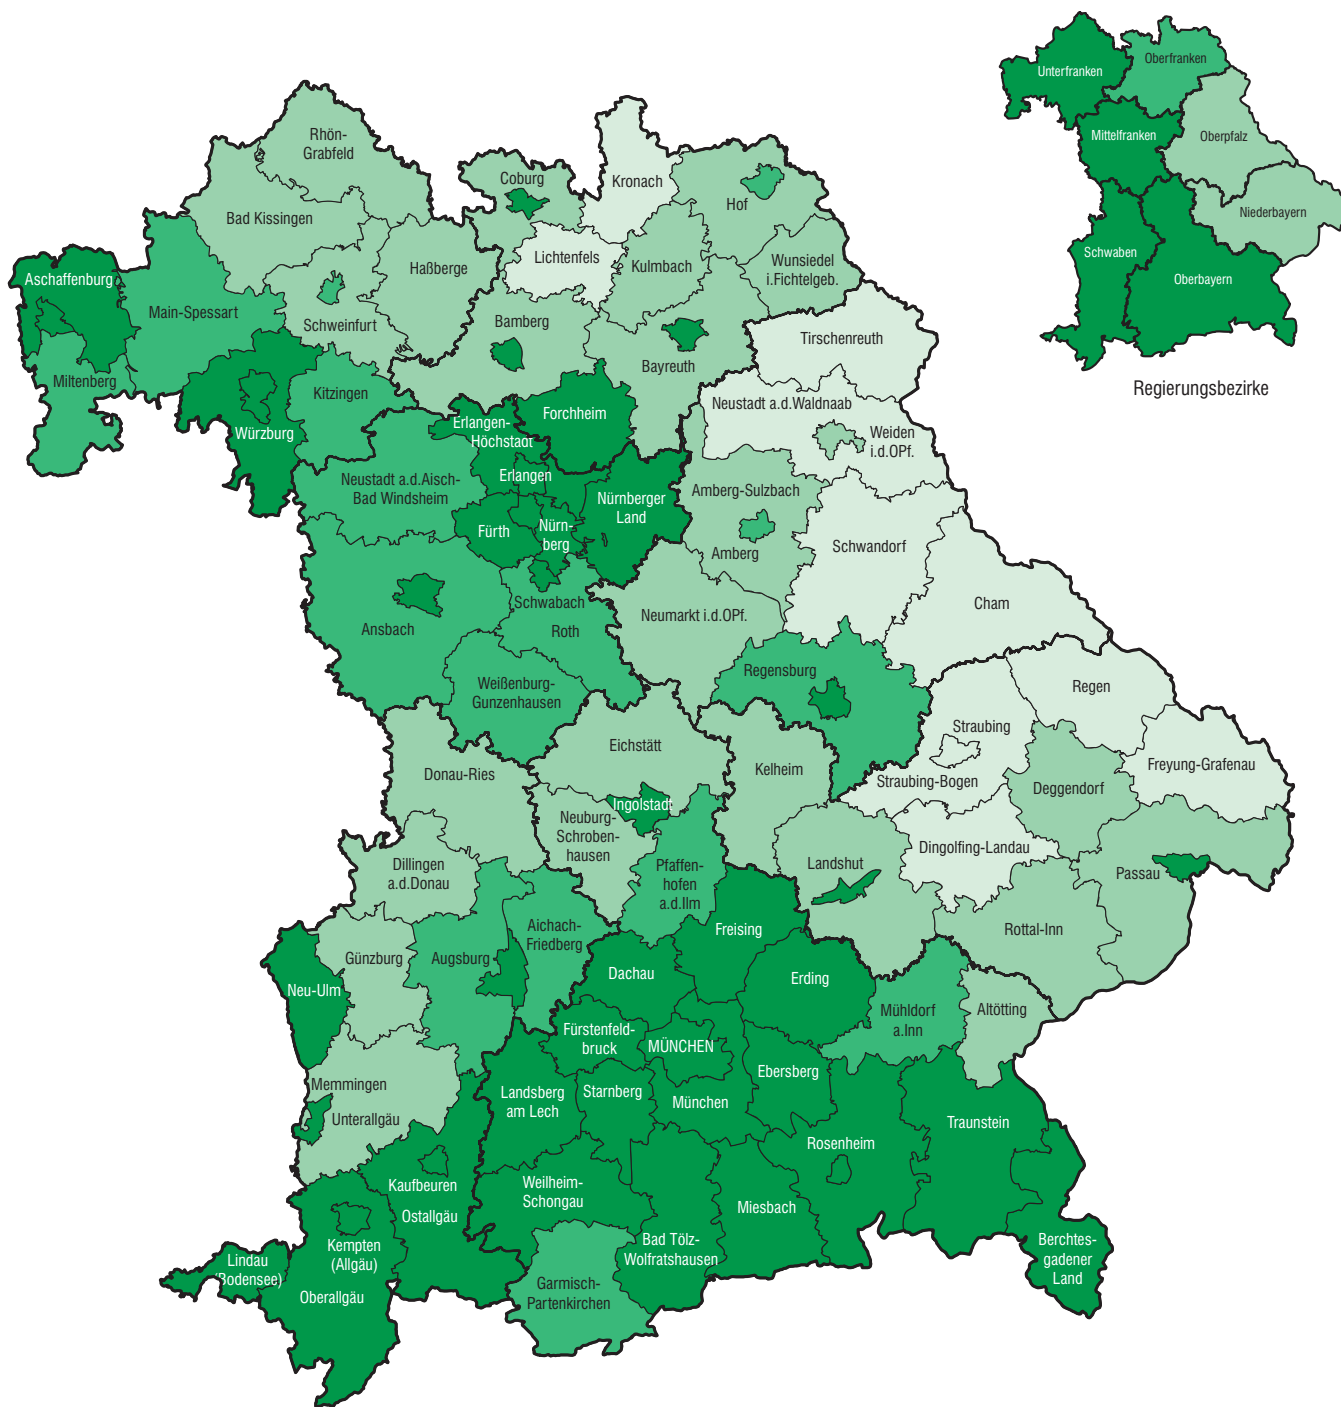 Unterfranken
Oberfranken
Mittelfranken
Oberpfalz
Niederbayern
Schwaben
Oberbayern
Regierungsbezirke
Rhön-
Grabfeld
Coburg
Kronach
Hof
Bad Kissingen
Lichtenfels
Kulmbach
Wunsiedel
i.Fichtelgeb.
Haßberge
Aschaffenburg
Main-Spessart
Schweinfurt
Bamberg
Bayreuth
Tirschenreuth
Miltenberg
Kitzingen
Würzburg
Forchheim
Erlangen-
Höchstadt
Neustadt a.d.Waldnaab
Weiden
i.d.OPf.
Neustadt a.d.Aisch-
Bad Windsheim
Erlangen
Nürnberger
Land
Amberg-Sulzbach
Fürth
Nürn-
berg
Amberg
Schwandorf
Cham
Ansbach
Schwabach
Roth
Neumarkt i.d.OPf.
Regensburg
Weißenburg-
Gunzenhausen
Regen
Straubing
Eichstätt
Kelheim
Straubing-Bogen
Freyung-Grafenau
Deggendorf
Donau-Ries
Ingolstadt
Neuburg-
Schroben-
hausen
Dingolfing-Landau
Dillingen
a.d.Donau
Pfaffen-
hofen
a.d.Ilm
Landshut
Passau
Aichach-
Friedberg
Freising
Rottal-Inn
Günzburg
Augsburg
Neu-Ulm
Dachau
Erding
Mühldorf
a.Inn
Altötting
Fürstenfeld-
bruck
MÜNCHEN
Ebersberg
Memmingen
Unterallgäu
Landsberg
am Lech
Starnberg
München
Traunstein
Rosenheim
Kaufbeuren
Ostallgäu
Weilheim-
Schongau
Miesbach
Bad Tölz-
Wolfratshausen
Berchtes-
gadener
Land
Lindau
(Bodensee)
Kempten
(Allgäu)
Oberallgäu
Garmisch-
Partenkirchen